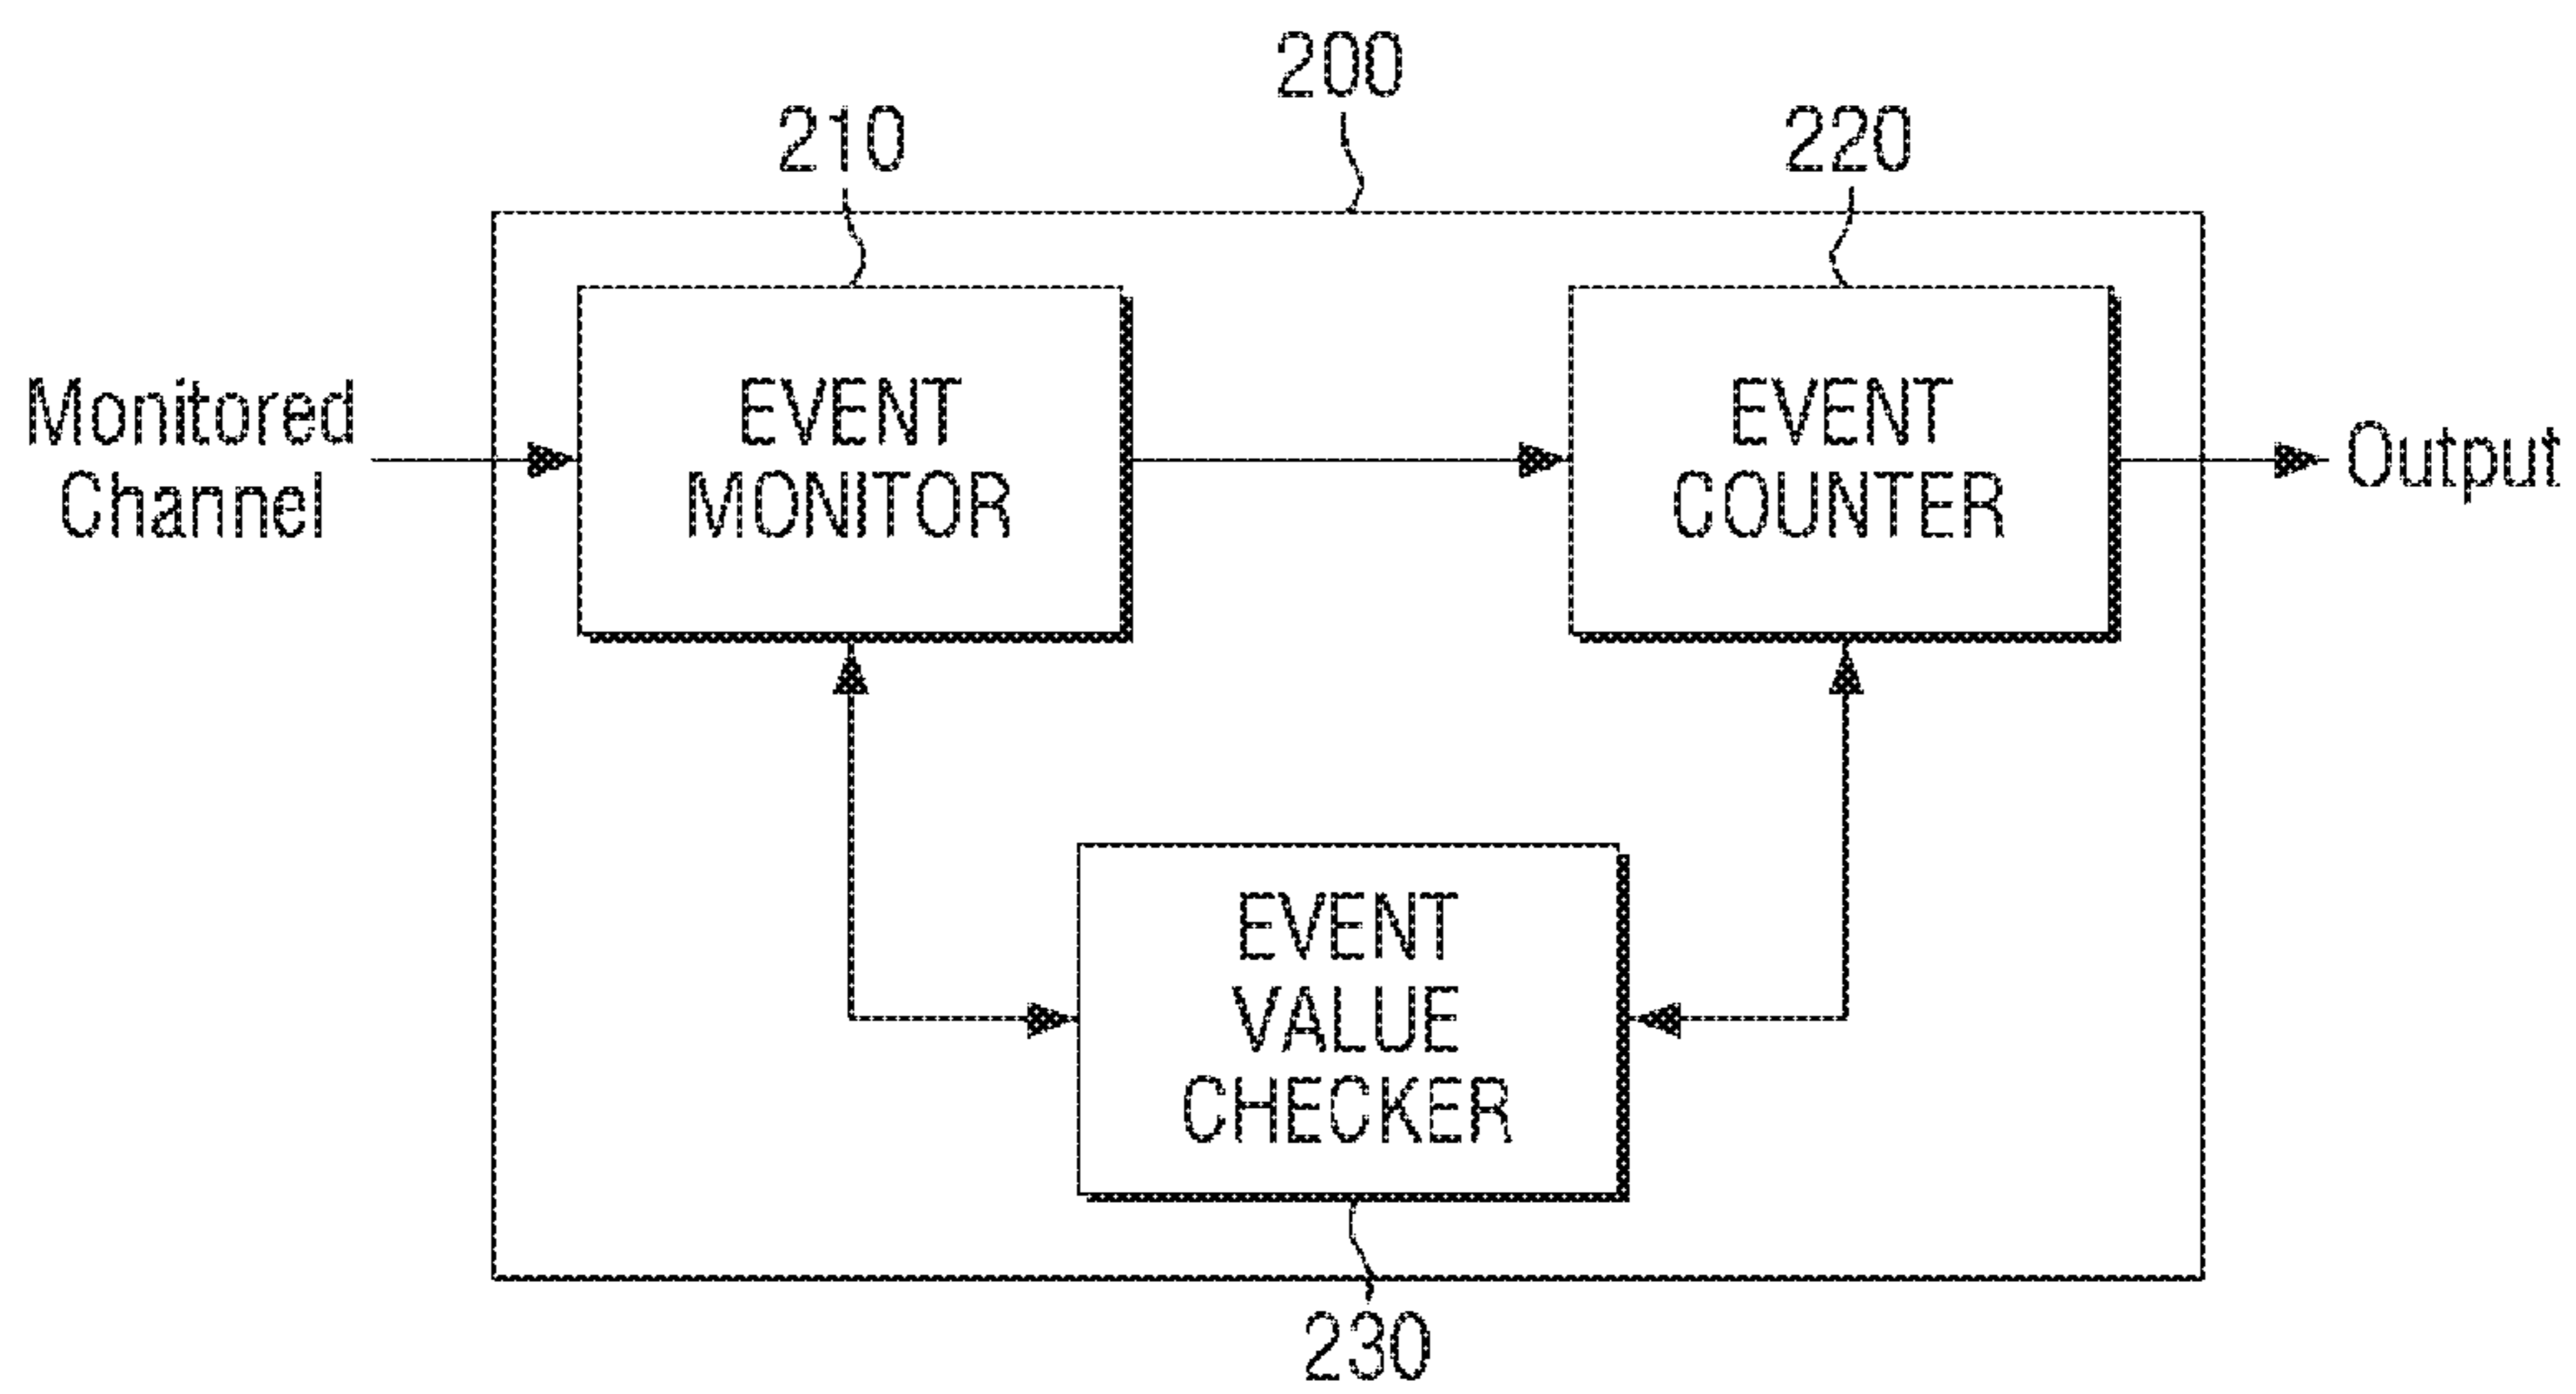 200
210
220
Monitored
Channel
EVENT
MONITOR
EVENT
COUNTER
Output
EVENT
VALUE
CHECKER
230